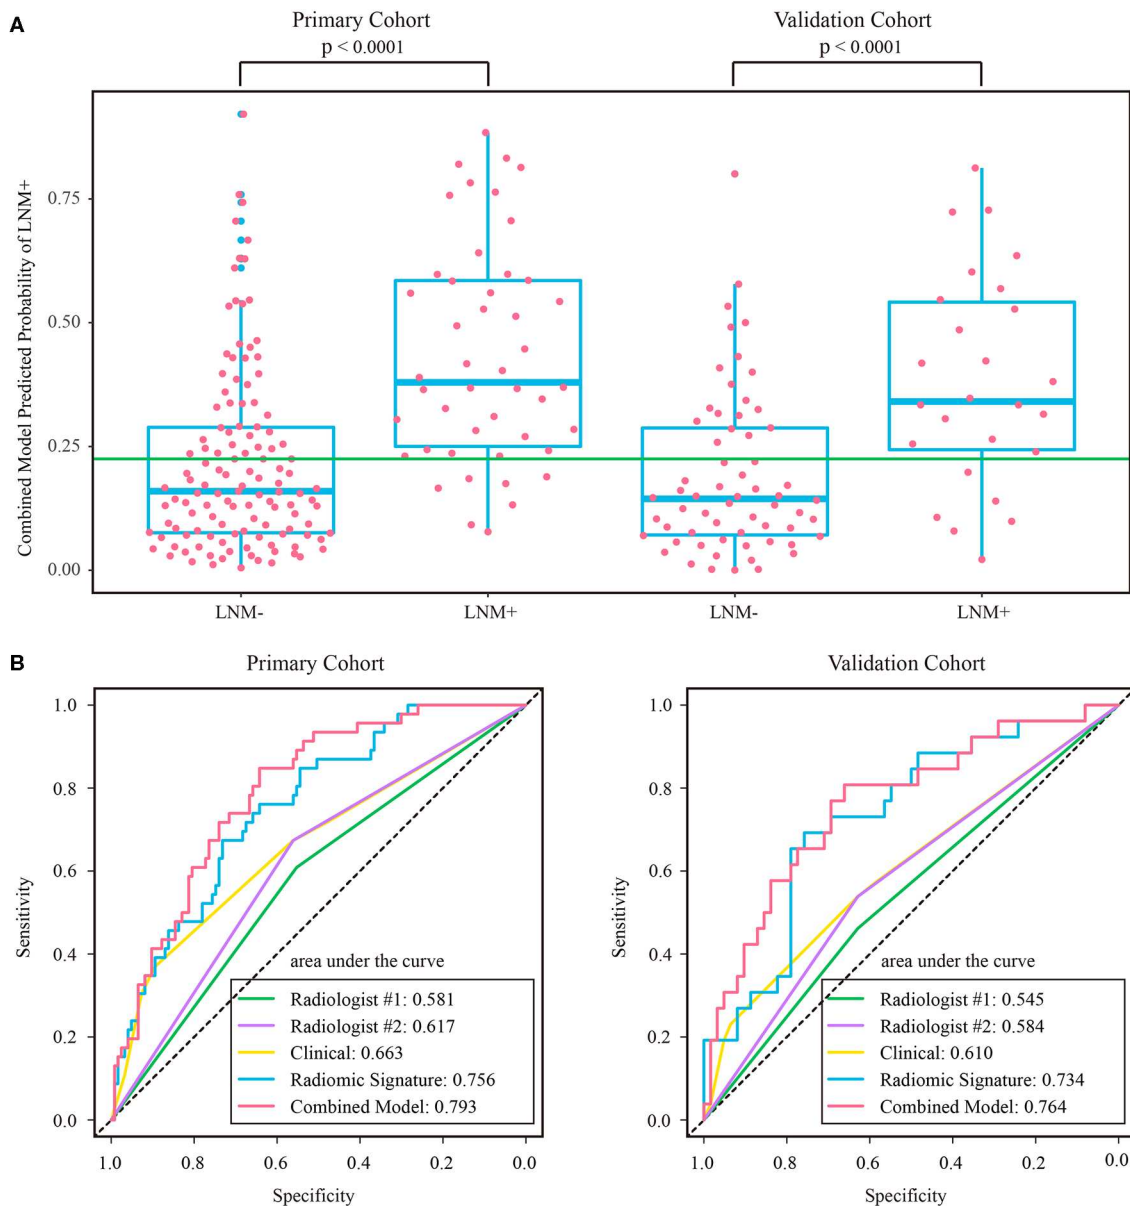 A
Primary Cohort
Validation Cohort
p < 0.0001
p < 0.0001
Combined Model Predicted Probability of LNM+
0.75
0.50
0.25
0.00
LNM-
LNM+
LNM-
LNM+
B
Primary Cohort
Validation Cohort
Sensitivity
1.0
0.8
0.6
0.4
0.2
0.0
area under the curve
Radiologist #1: 0.581
Radiologist #2: 0.617
Clinical: 0.663
Radiomic Signature: 0.756
Combined Model: 0.793
1.0 0.8 0.6 0.4 0.2 0.0
Specificity
Sensitivity
1.0
0.8
0.6
0.4
0.2
0.0
area under the curve
Radiologist #1: 0.545
Radiologist #2: 0.584
Clinical: 0.610
Radiomic Signature: 0.734
Combined Model: 0.764
1.0 0.8 0.6 0.4 0.2 0.0
Specificity